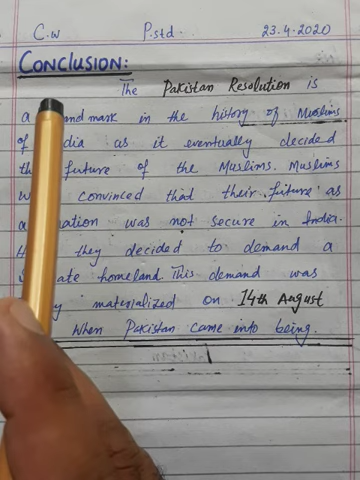 C.w P.std 23.4-2020
CONCLUSION:
The Pakistan Resolution is
a ndmark in the history of Muslims
of dia as it eventually decided
th future of the Muslims. Muslims
w convinced that their future as
a nation was not secure in India.
they decided to demand a
ate homeland This demand was
y materialized on 14th August
When Pakistan came into being.